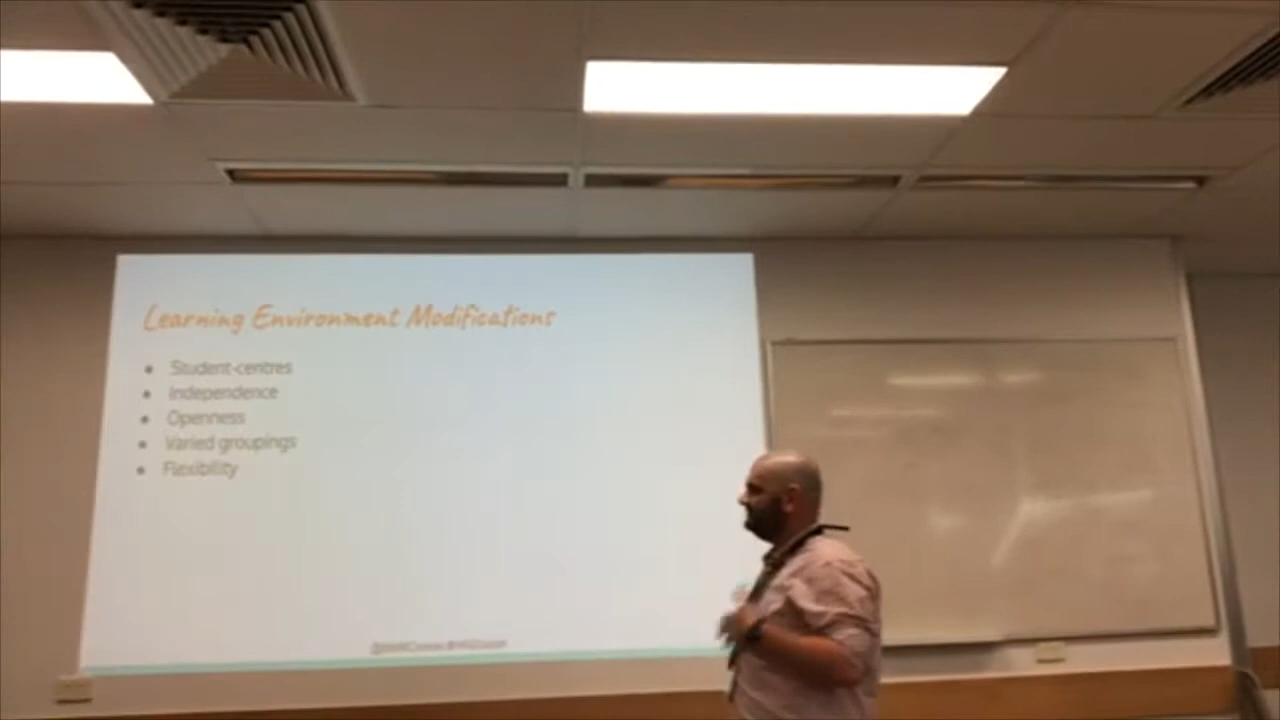 Learning Environment Modifications
Student-centres
Independence
Openness
Varied groupings
Flexibility